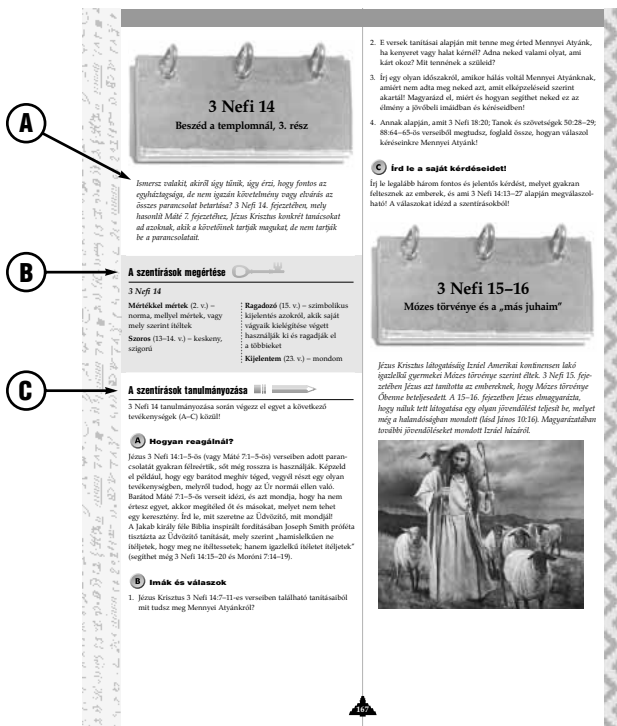 A
B
C
3 Nefi 14
Beszéd a templomnál, 3. rész
Ismersz valakit, akiről úgy tűnik, úgy érzi, hogy fontos az
egyháztagsága, de nem igazán követelmény vagy elvárás az
összes parancsolat betartása? 3 Nefi 14. fejezetében, mely
hasonlít Máté 7. fejezetéhez, Jézus Krisztus konkrét tanácsokat
ad azoknak, akik a követőinek tartják magukat, de nem tartják
be a parancsolatait.
A szentírások megértése
3 Nefi 14
Mértékkel mértek (2. v.) –
norma, mellyel mérték, vagy
mely szerint ítéltek
Szoros (13–14. v.) – keskeny,
szigorú
Ragadozó (15. v.) – szimbolikus
kijelentés azokról, akik saját
vágyaik kielégítése végett
használják ki és ragadják el
a többieket
Kijelentem (23. v.) – mondom
A szentírások tanulmányozása
3 Nefi 14 tanulmányozása során végezz el egyet a következő
tevékenységek (A–C) közül!
A Hogyan reagálnál?
Jézus 3 Nefi 14:1–5-ös (vagy Máté 7:1–5-ös) verseiben adott paran-
csolatát gyakran félreértik, sőt még rosszra is használják. Képzeld
el például, hogy egy barátod meghív téged, vegyél részt egy olyan
tevékenységben, melyről tudod, hogy az Úr normái ellen való.
Barátod Máté 7:1–5-ös verseit idézi, és azt mondja, hogy ha nem
értesz egyet, akkor megítéled őt és másokat, melyet nem tehet
egy keresztény. Írd le, mit szeretne az Üdvözítő, mit mondjál!
A Jakab király féle Biblia inspirált fordításában Joseph Smith próféta
tisztázta az Üdvözítő tanítását, mely szerint „hamislelkűen ne
ítéljetek, hogy meg ne ítéltessetek; hanem igazlelkű ítéletet ítéljetek”
(segíthet még 3 Nefi 14:15–20 és Moróni 7:14–19).
B Imák és válaszok
1. Jézus Krisztus 3 Nefi 14:7–11-es verseiben található tanításaiból
mit tudsz meg Mennyei Atyánkról?
2. E versek tanításai alapján mit tenne meg érted Mennyei Atyánk,
ha kenyeret vagy halat kérnél? Adna neked valami olyat, ami
kárt okoz? Mit tennének a szüleid?
3. Írj egy olyan időszakról, amikor hálás voltál Mennyei Atyánknak,
amiért nem adta meg neked azt, amit elképzeléseid szerint
akartál! Magyarázd el, miért és hogyan segíthet neked ez az
élmény a jövőbeli imáidban és kéréseidben!
4. Annak alapján, amit 3 Nefi 18:20; Tanok és szövetségek 50:28–29;
88:64–65-ös verseiből megtudsz, foglald össze, hogyan válaszol
kéréseinkre Mennyei Atyánk!
C Írd le a saját kérdéseidet!
Írj le legalább három fontos és jelentős kérdést, melyet gyakran
feltesznek az emberek, és ami 3 Nefi 14:13–27 alapján megválaszol-
ható! A válaszokat idézd a szentírásokból!
3 Nefi 15–16
Mózes törvénye és a „más juhaim”
Jézus Krisztus látogatásáig Izráel Amerikai kontinensen lakó
igazlelkű gyermekei Mózes törvénye szerint éltek. 3 Nefi 15. feje-
zetében Jézus azt tanította az embereknek, hogy Mózes törvénye
Őbenne beteljesedett. A 15–16. fejezetben Jézus elmagyarázta,
hogy náluk tett látogatása egy olyan jövendölést teljesít be, melyet
még a halandóságban mondott (lásd János 10:16). Magyarázatában
további jövendöléseket mondott Izráel házáról.
167